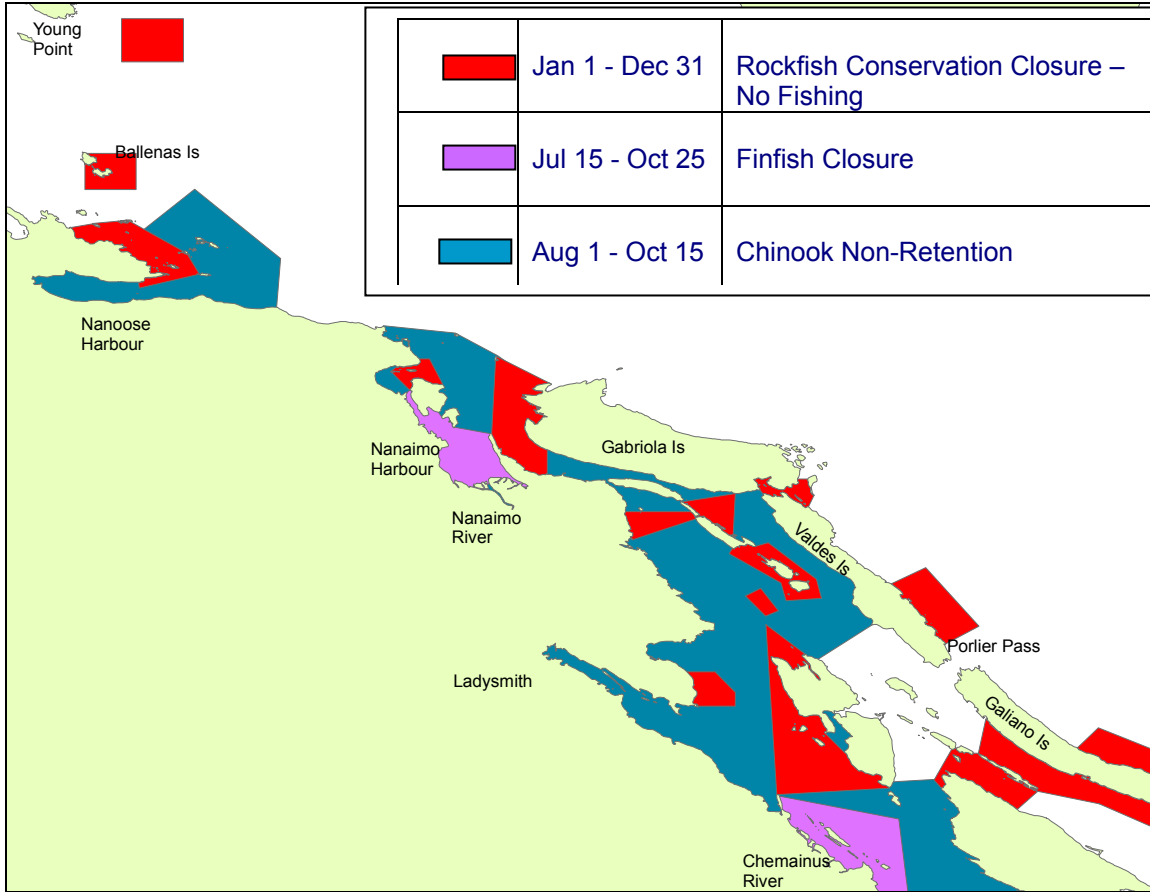 Young
Point
Jan 1 - Dec 31
Rockfish Conservation Closure –
No Fishing
Ballenas Is
Jul 15 - Oct 25
Finfish Closure
Aug 1 - Oct 15
Chinook Non-Retention
Nanoose
Harbour
Nanaimo
Harbour
Gabriola Is
Nanaimo
River
Valdes Is
Porlier Pass
Ladysmith
Galiano Is
Chemainus
River